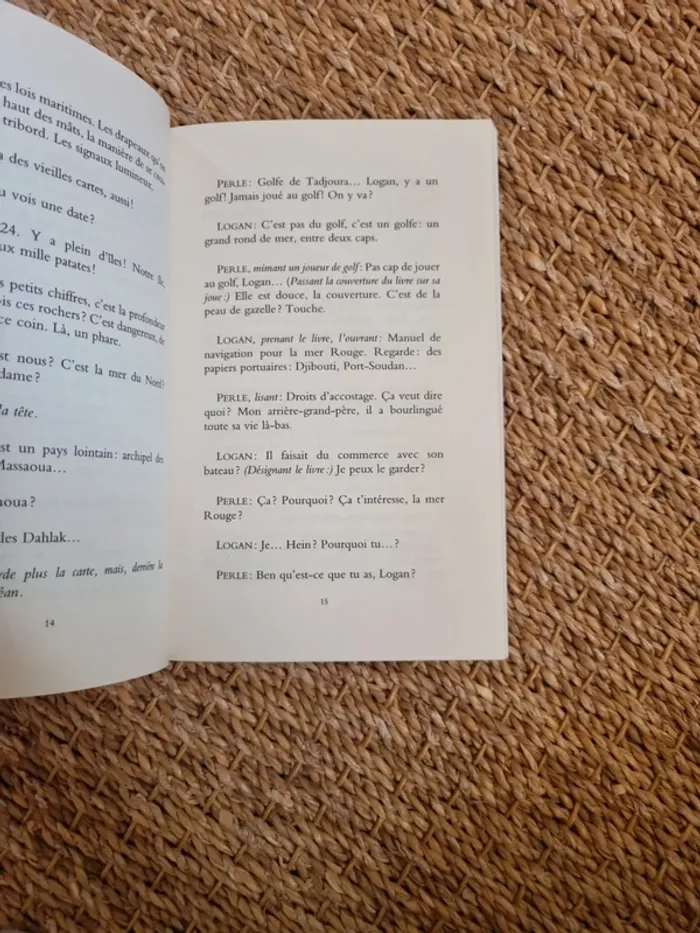 es lois maritimes. Les drapeaux qu'on
haut des mâts, la manière de se croi-
tribord. Les signaux lumineux.
a des vieilles cartes, aussi!
u vois une date?
24. Y a plein d'îles! Notre île,
ux mille patates!
s petits chiffres, c'est la profondeur
ois ces rochers? C'est dangereux, de
ce coin. Là, un phare.
st nous? C'est la mer du Nord?
dame?
la tête.
est un pays lointain: archipel des
Massaoua…
aoua?
les Dahlak…
rde plus la carte, mais, derrière la
éan.
14
PERLE: Golfe de Tadjoura… Logan, y a un
golf! Jamais joué au golf! On y va?
LOGAN: C'est pas du golf, c'est un golfe: un
grand rond de mer, entre deux caps.
PERLE, mimant un joueur de golf: Pas cap de jouer
au golf, Logan… (Passant la couverture du livre sur sa
joue:) Elle est douce, la couverture. C'est de la
peau de gazelle? Touche.
LOGAN, prenant le livre, l'ouvrant: Manuel de
navigation pour la mer Rouge. Regarde: des
papiers portuaires: Djibouti, Port-Soudan…
PERLE, lisant: Droits d'accostage. Ça veut dire
quoi? Mon arrière-grand-père, il a bourlingué
toute sa vie là-bas.
LOGAN: Il faisait du commerce avec son
bateau? (Désignant le livre:) Je peux le garder?
PERLE: Ça? Pourquoi? Ça t'intéresse, la mer
Rouge?
LOGAN: Je… Hein? Pourquoi tu…?
PERLE: Ben qu'est-ce que tu as, Logan?
15